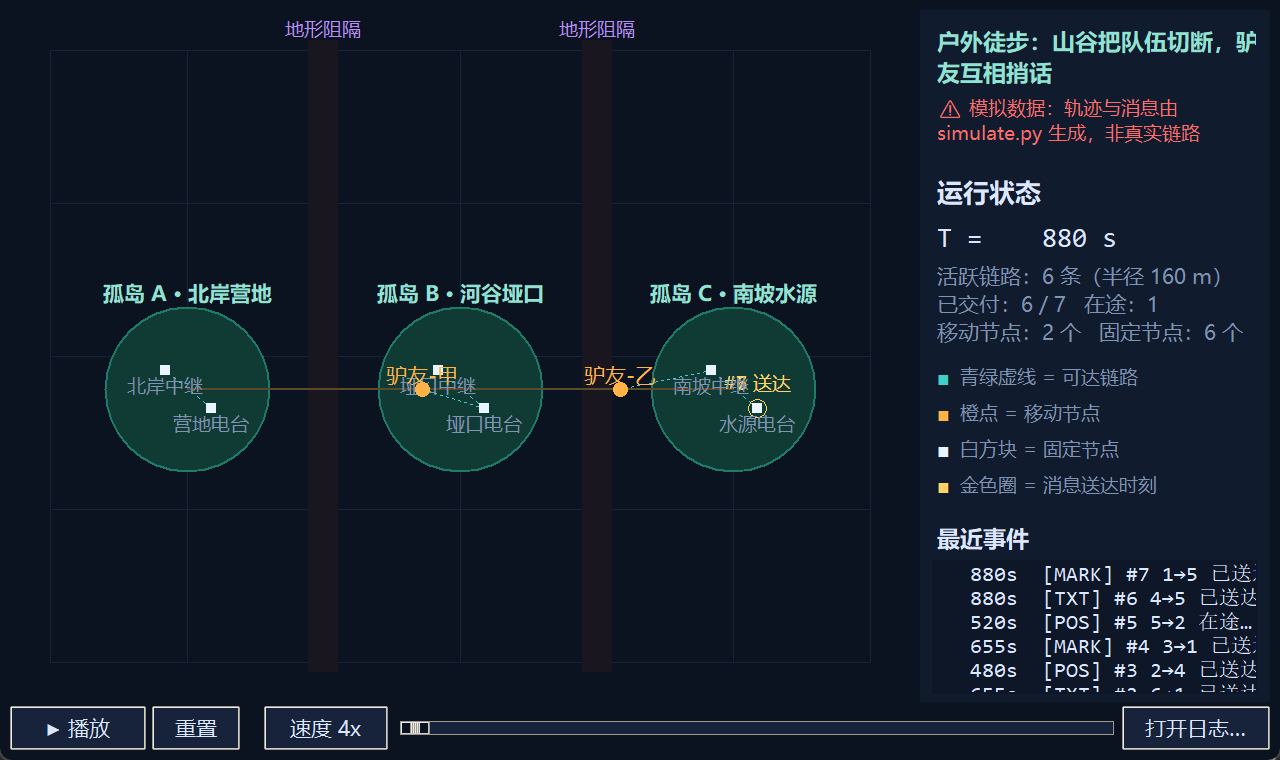 地形阻隔
地形阻隔
孤岛 A · 北岸营地
孤岛 B · 河谷垭口
孤岛 C · 南坡水源
驴友-甲
驴友-乙
北岸中继
垭口中继
南坡中继
#7 送达
营地电台
垭口电台
水源电台
户外徒步：山谷把队伍切断，驴
友互相捎话
⚠ 模拟数据：轨迹与消息由
simulate.py 生成，非真实链路
运行状态
T = 880 s
活跃链路：6 条（半径 160 m）
已交付：6 / 7 在途：1
移动节点：2 个 固定节点：6 个
青绿虚线 = 可达链路
橙点 = 移动节点
白方块 = 固定节点
金色圈 = 消息送达时刻
最近事件
880s [MARK] #7 1→5 已送
880s [TXT] #6 4→5 已送达
520s [POS] #5 5→2 在途…
655s [MARK] #4 3→1 已送
480s [POS] #3 2→4 已送达
► 播放
重置
速度 4x
打开日志…